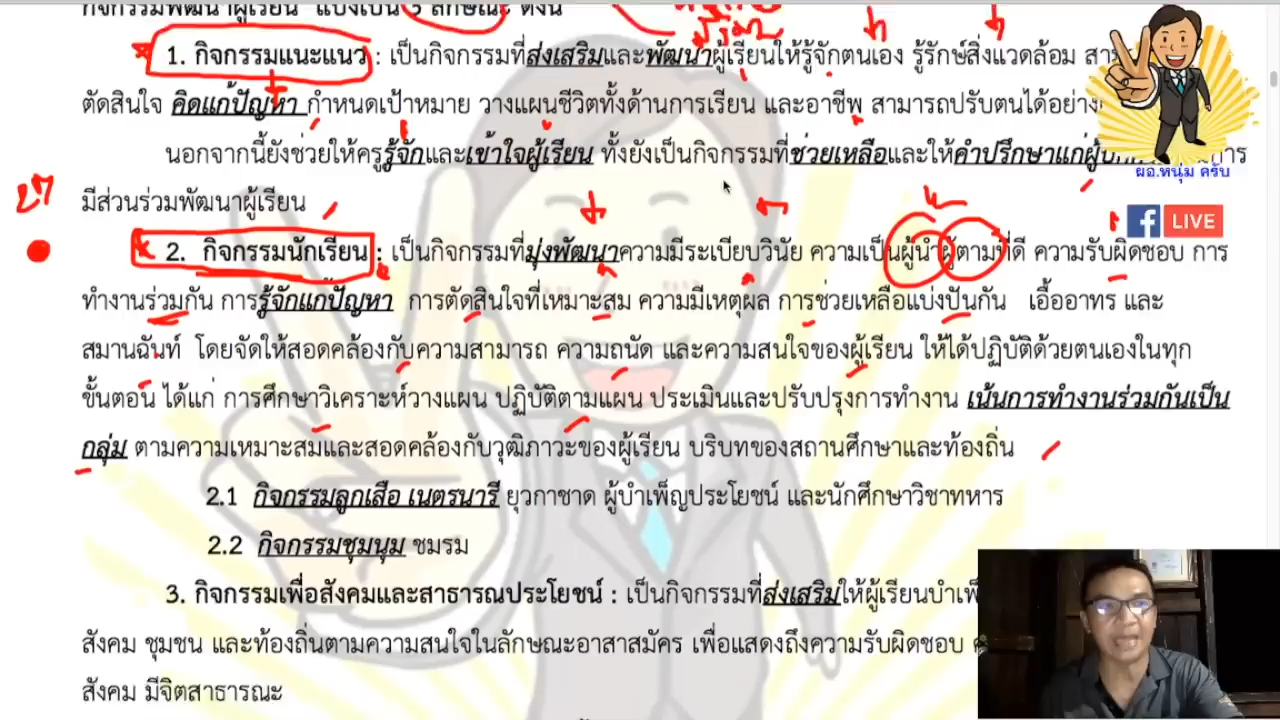 กิจกรรมพัฒนาผู้เรียน แบ่งเป็น 3 ลักษณะ ดังนี้
1. กิจกรรมแนะแนว : เป็นกิจกรรมที่ส่งเสริมและพัฒนาผู้เรียนให้รู้จักตนเอง รู้รักษ์สิ่งแวดล้อม
ตัดสินใจ คิดแก้ปัญหา กำหนดเป้าหมาย วางแผนชีวิตทั้งด้านการเรียน และอาชีพ สามารถปรับตนได้อย่าง
นอกจากนี้ยังช่วยให้ครูรู้จักและเข้าใจผู้เรียน ทั้งยังเป็นกิจกรรมที่ช่วยเหลือและให้คำปรึกษาแก่
ผอ.หนุ่ม ครับ
มีส่วนร่วมพัฒนาผู้เรียน
LIVE
2. กิจกรรมนักเรียน : เป็นกิจกรรมที่มุ่งพัฒนาความมีระเบียบวินัย ความเป็นผู้นำผู้ตามที่ดี ความรับผิดชอบ การ
ทำงานร่วมกัน การรู้จักแก้ปัญหา การตัดสินใจที่เหมาะสม ความมีเหตุผล การช่วยเหลือแบ่งปันกัน เอื้ออาทร และ
สมานฉันท์ โดยจัดให้สอดคล้องกับความสามารถ ความถนัด และความสนใจของผู้เรียน ให้ได้ปฏิบัติด้วยตนเองในทุก
ขั้นตอน ได้แก่ การศึกษาวิเคราะห์วางแผน ปฏิบัติตามแผน ประเมินและปรับปรุงการทำงาน เน้นการทำงานร่วมกันเป็น
กลุ่ม ตามความเหมาะสมและสอดคล้องกับวุฒิภาวะของผู้เรียน บริบทของสถานศึกษาและท้องถิ่น
2.1 กิจกรรมลูกเสือ เนตรนารี ยุวกาชาด ผู้บำเพ็ญประโยชน์ และนักศึกษาวิชาทหาร
2.2 กิจกรรมชุมนุม ชมรม
3. กิจกรรมเพื่อสังคมและสาธารณประโยชน์ : เป็นกิจกรรมที่ส่งเสริมให้ผู้เรียน
สังคม ชุมชน และท้องถิ่นตามความสนใจในลักษณะอาสาสมัคร เพื่อแสดงถึงความรับผิดชอบ
สังคม มีจิตสาธารณะ